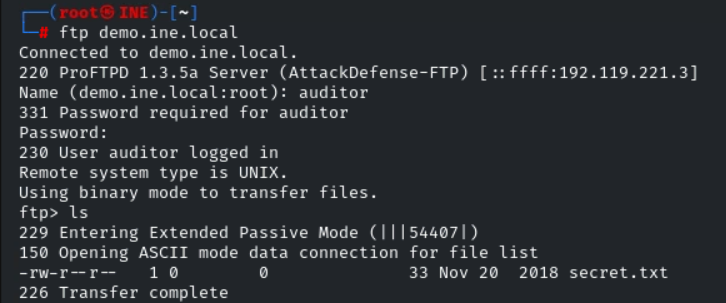 ┌──(root㉿INE)-[~]
└─# ftp demo.ine.local
Connected to demo.ine.local.
220 ProFTPD 1.3.5a Server (AttackDefense-FTP) [::ffff:192.119.221.3]
Name (demo.ine.local:root): auditor
331 Password required for auditor
Password:
230 User auditor logged in
Remote system type is UNIX.
Using binary mode to transfer files.
ftp> ls
229 Entering Extended Passive Mode (|||54407|)
150 Opening ASCII mode data connection for file list
-rw-r--r--   1 0        0              33 Nov 20  2018 secret.txt
226 Transfer complete